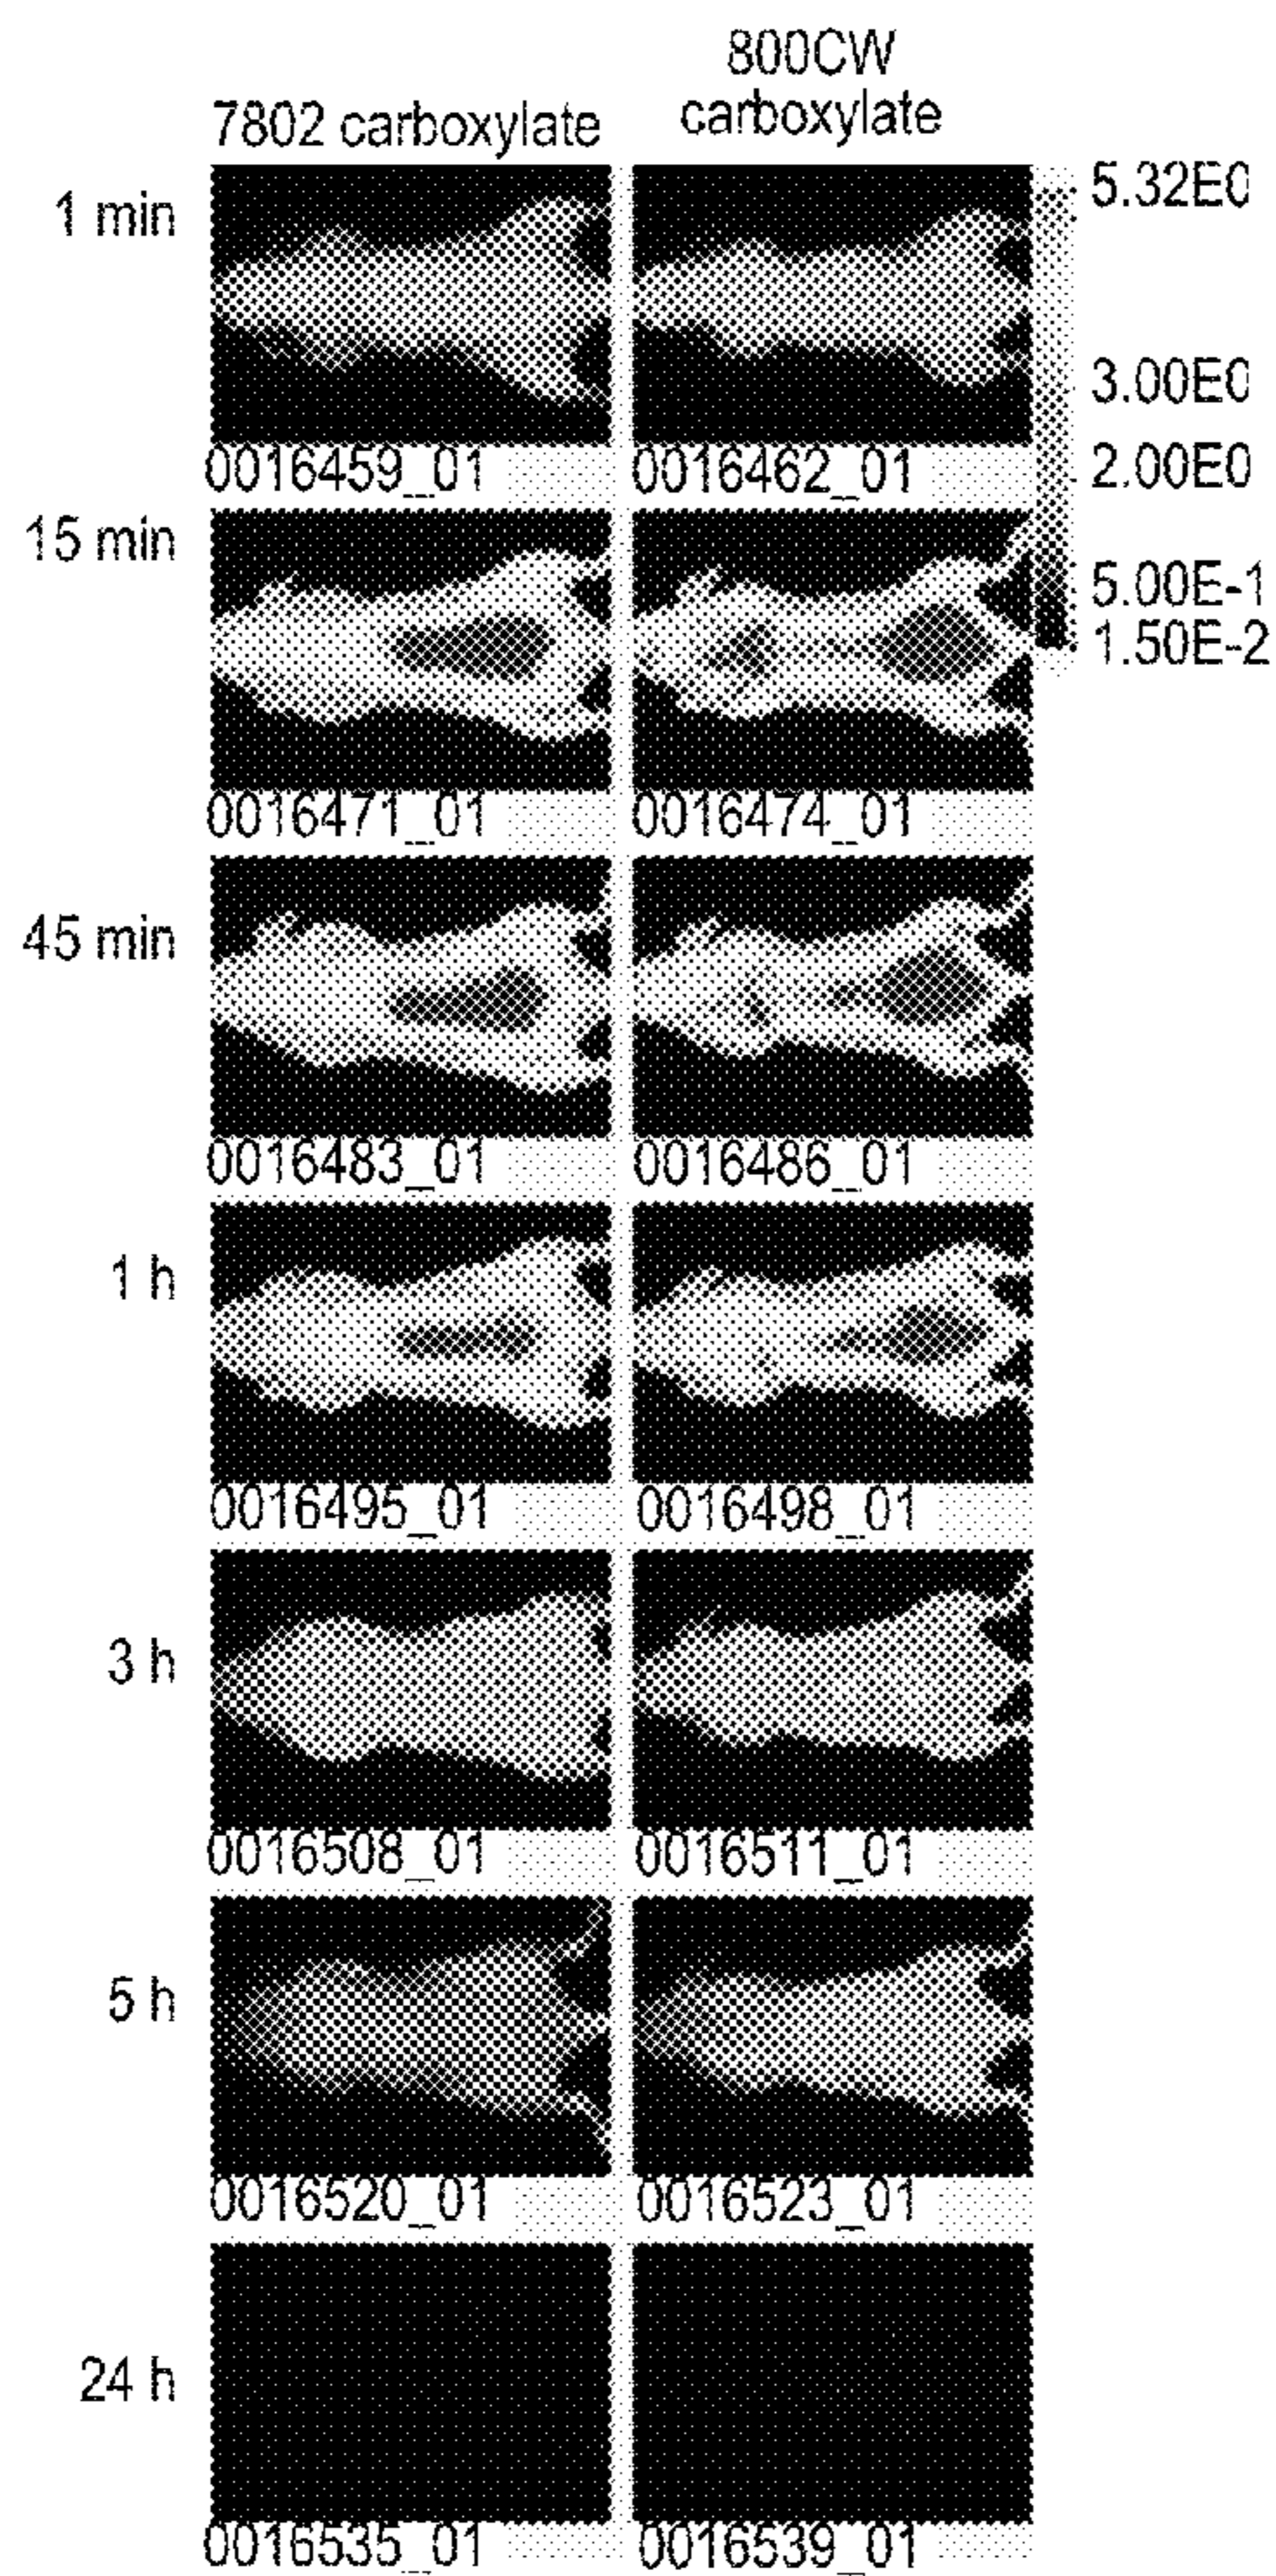 800CW
7802 carboxylate carboxylate
1 min
5.32E0
3.00E0
2.00E0
5.00E-1
1.50E-2
0016459_01 0016462_01
15 min
0016471_01 0016474_01
45 min
0016483_01 0016486_01
1 h
0016495_01 0016498_01
3 h
0016508_01 0016511_01
5 h
0016520_01 0016523_01
24 h
0016535_01 0016539_01